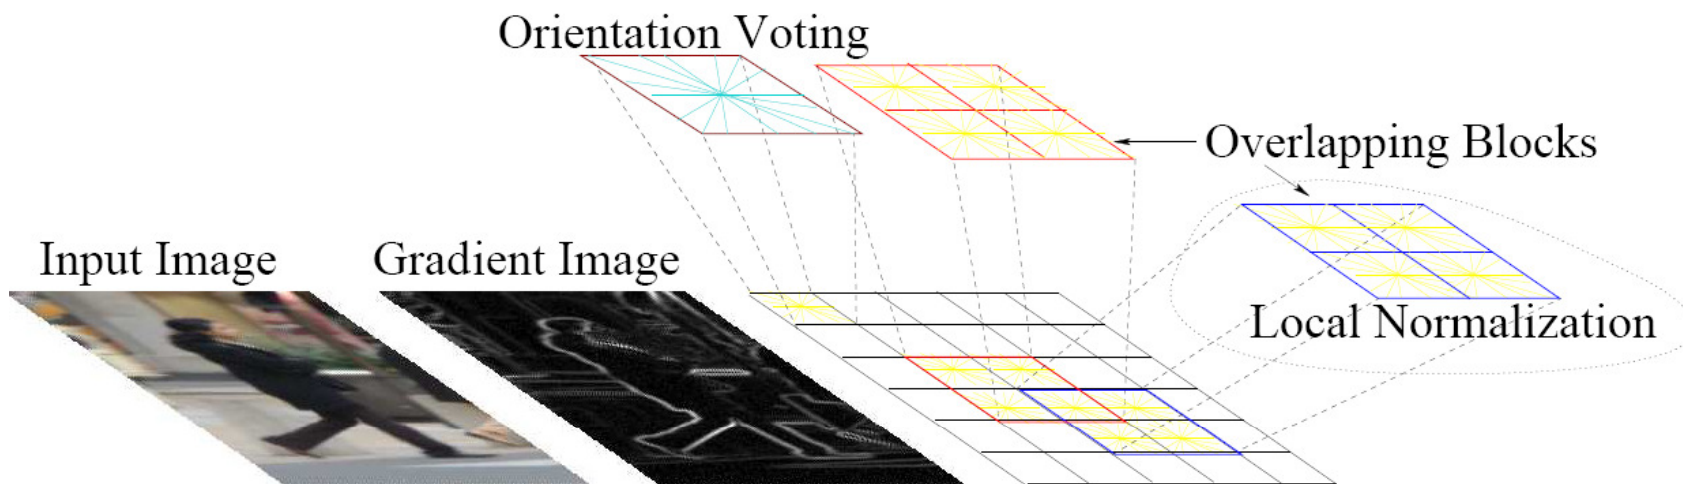 Orientation Voting
Overlapping Blocks
Input Image
Gradient Image
Local Normalization